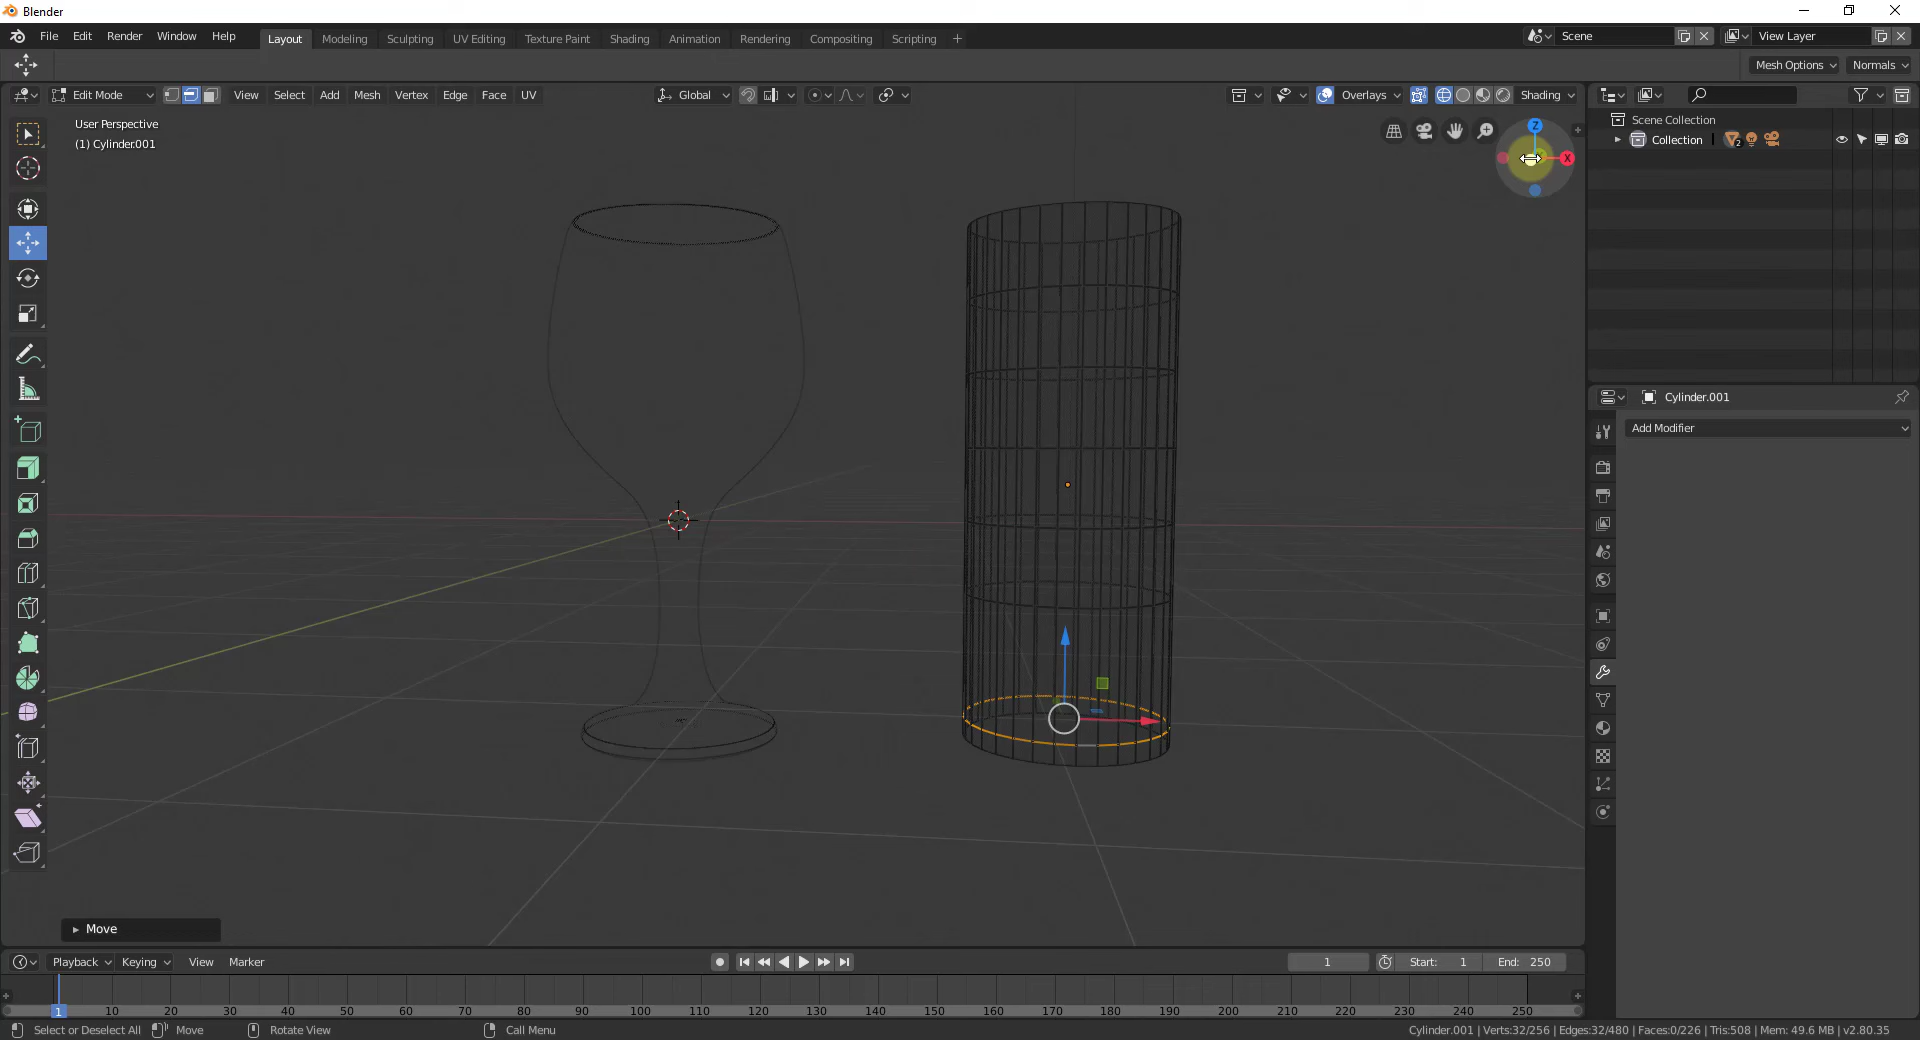 Blender
File Edit Render Window Help Layout Modeling Sculpting UV Editing Texture Paint Shading Animation Rendering Compositing Scripting Scene View Layer
Mesh Options Normals
Edit Mode View Select Add Mesh Vertex Edge Face UV Global Overlays Shading
User Perspective
(1) Cylinder.001
Z
X
Scene Collection
Collection 2
Cylinder.001
Add Modifier
Move
Playback Keying View Marker 1 Start: 1 End: 250
1 10 20 30 40 50 60 70 80 90 100 110 120 130 140 150 160 170 180 190 200 210 220 230 240 250
Select or Deselect All Move Rotate View Call Menu Cylinder.001 | Verts:32/256 | Edges:32/480 | Faces:0/226 | Tris:508 | Mem: 49.6 MB | v2.80.35